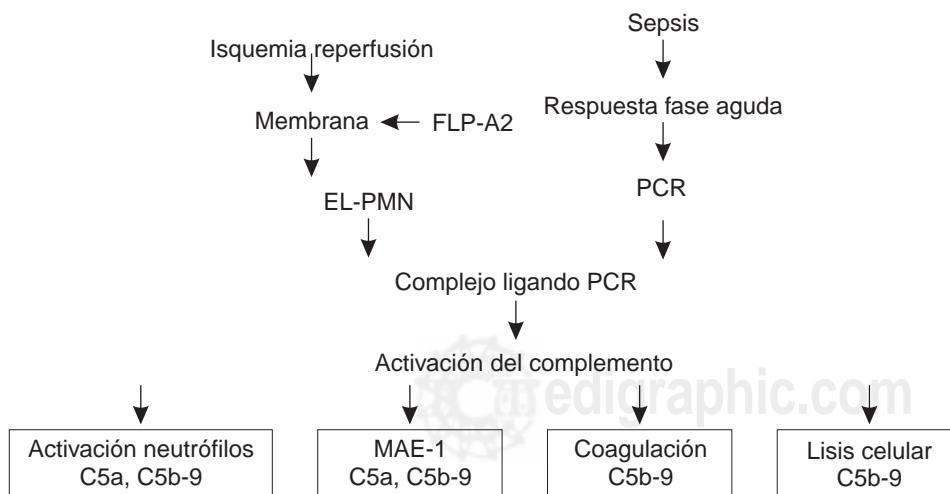 Sepsis
Isquemia reperfusión
Respuesta fase aguda
Membrana
FLP-A2
PCR
EL-PMN
Complejo ligando PCR
Activación del complemento
edigraphic.com
Activación neutrófilos
C5a, C5b-9
MAE-1
C5a, C5b-9
Coagulación
C5b-9
Lisis celular
C5b-9